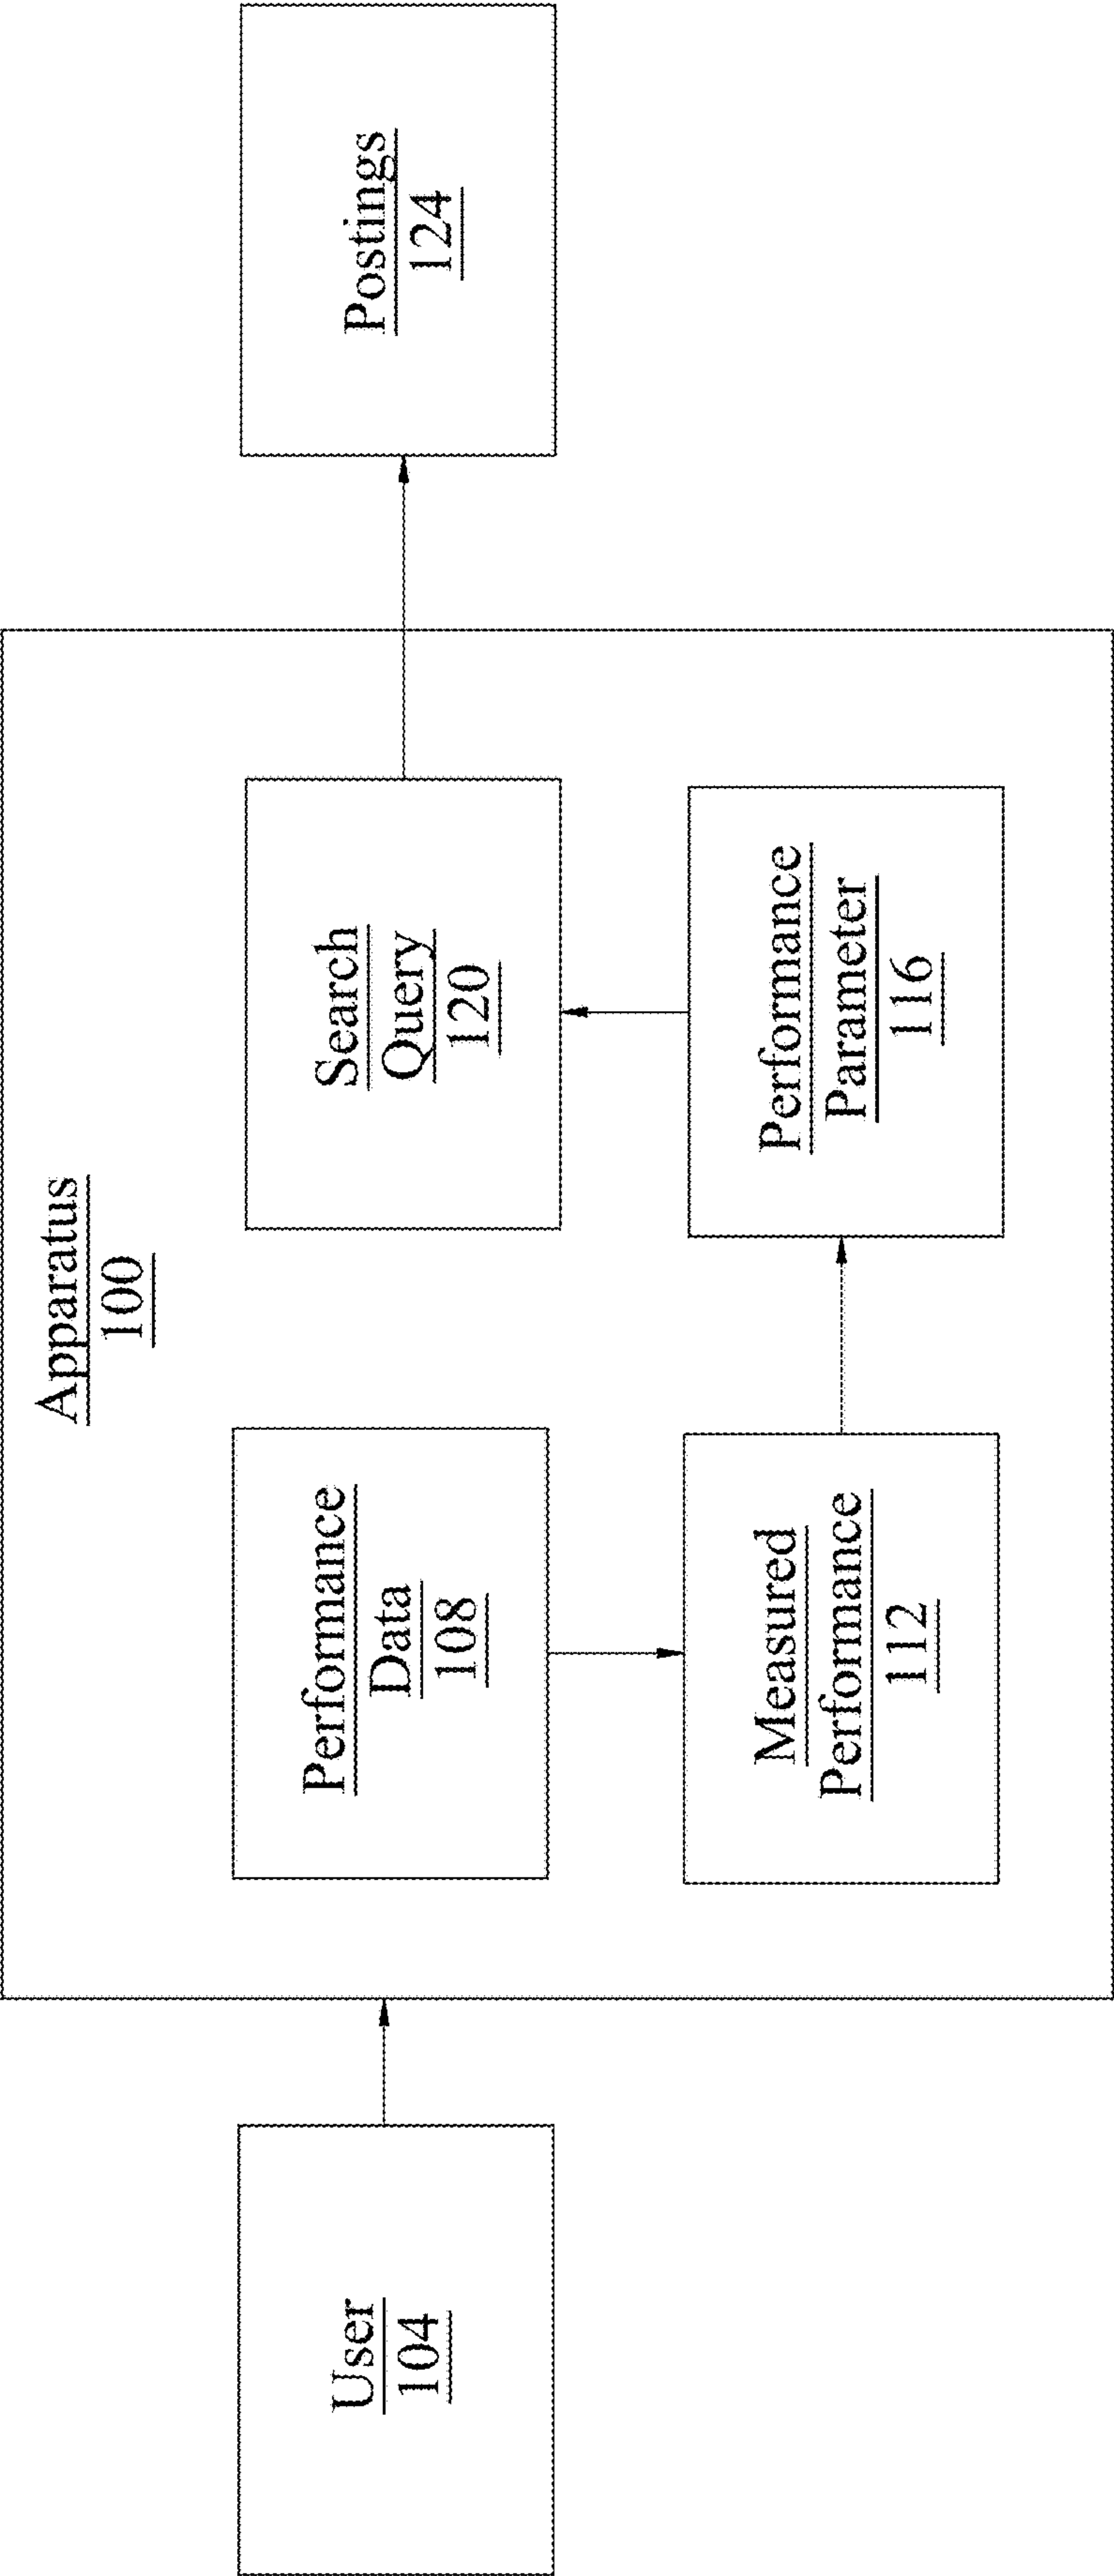 Apparatus
100
User
104
Performance
Data
108
Search
Query
120
Postings
124
Measured
Performance
112
Performance
Parameter
116